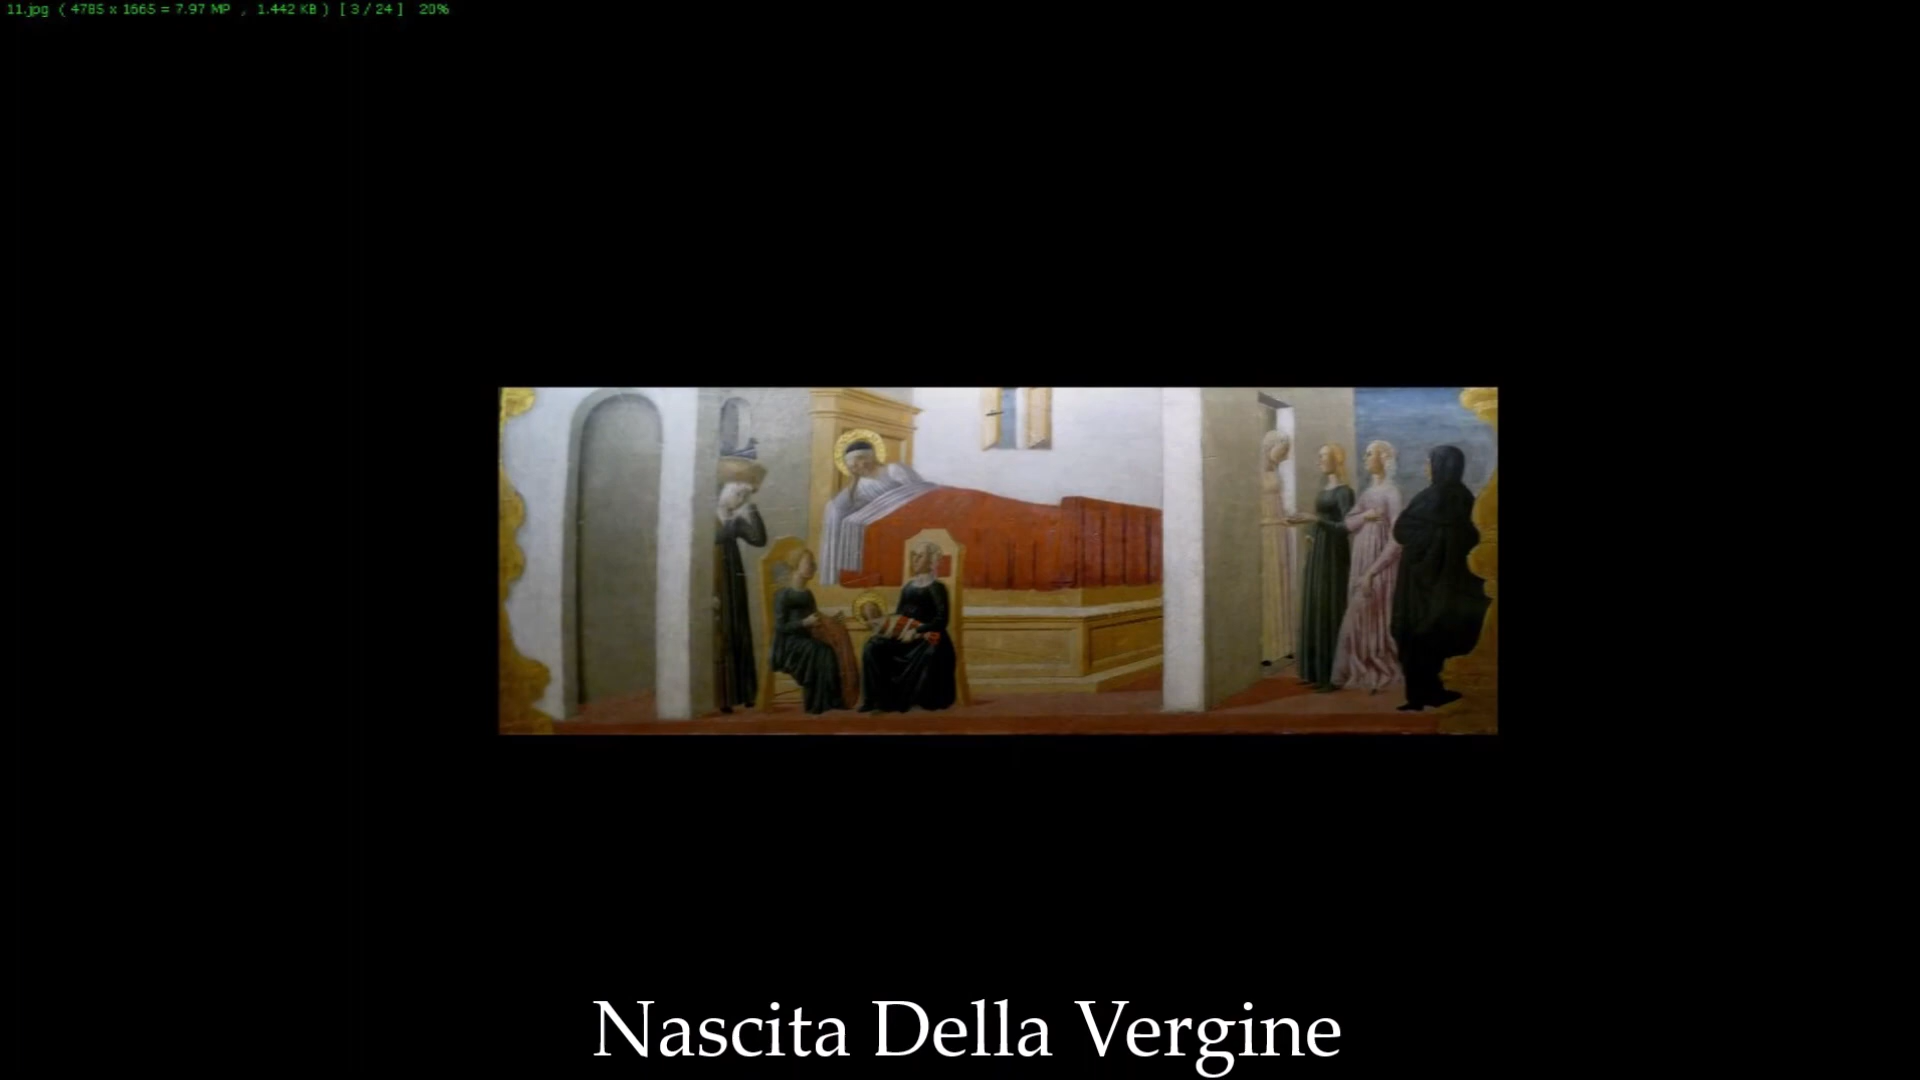 11.jpg ( 4785 x 1665 = 7.97 MP , 1.442 KB ) [ 3 / 24 ] 20%
Nascita Della Vergine